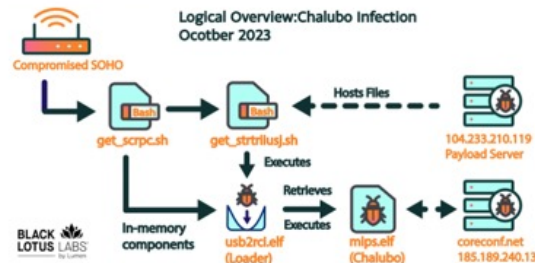 Logical Overview:Chalubo Infection
Ocotber 2023
Compromised SOHO
Bash
get_scrpc.sh
Bash
get_strtriiush.sh
Hosts Files
104.233.210.119
Payload Server
Executes
In-memory
components
usb2rci.elf
(Loader)
Retrieves
Executes
mips.elf
(Chalubo)
coreconf.net
185.189.240.13
BLACK
LOTUS LABS
by Lumen